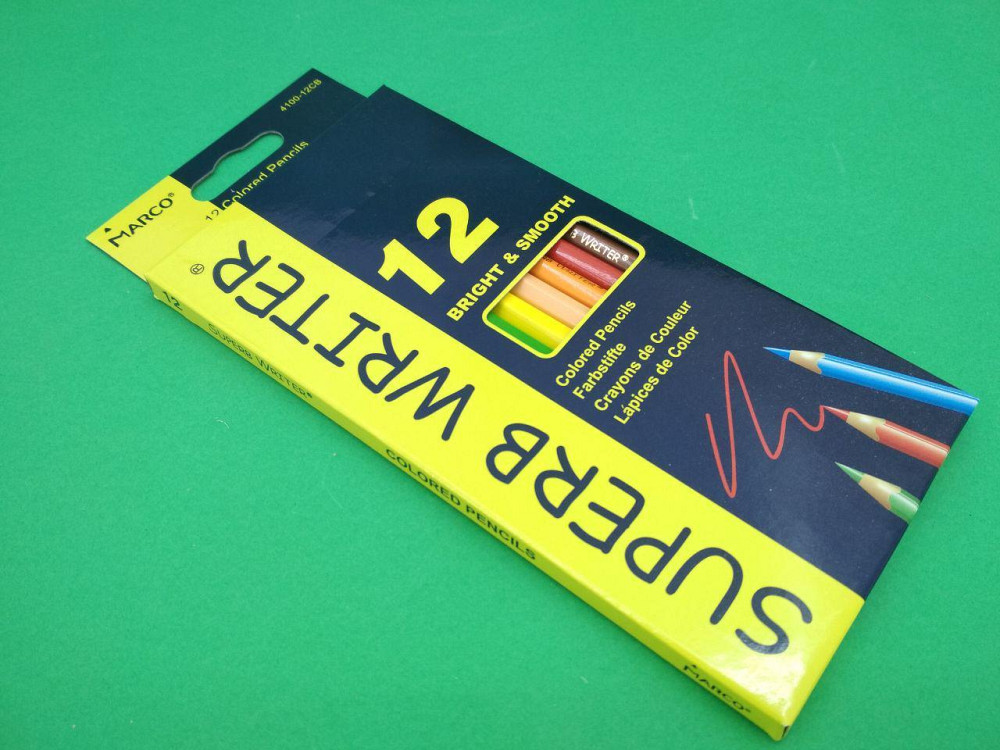 MARCO®
4100-12CB
12 Colored Pencils
12
BRIGHT & SMOOTH
WRITER®
Colored Pencils
Farbstifte
Crayons de Couleur
Lápices de Color
SUPERB WRITER®
12
SUPERB WRITER®
COLORED PENCILS
MARCO®